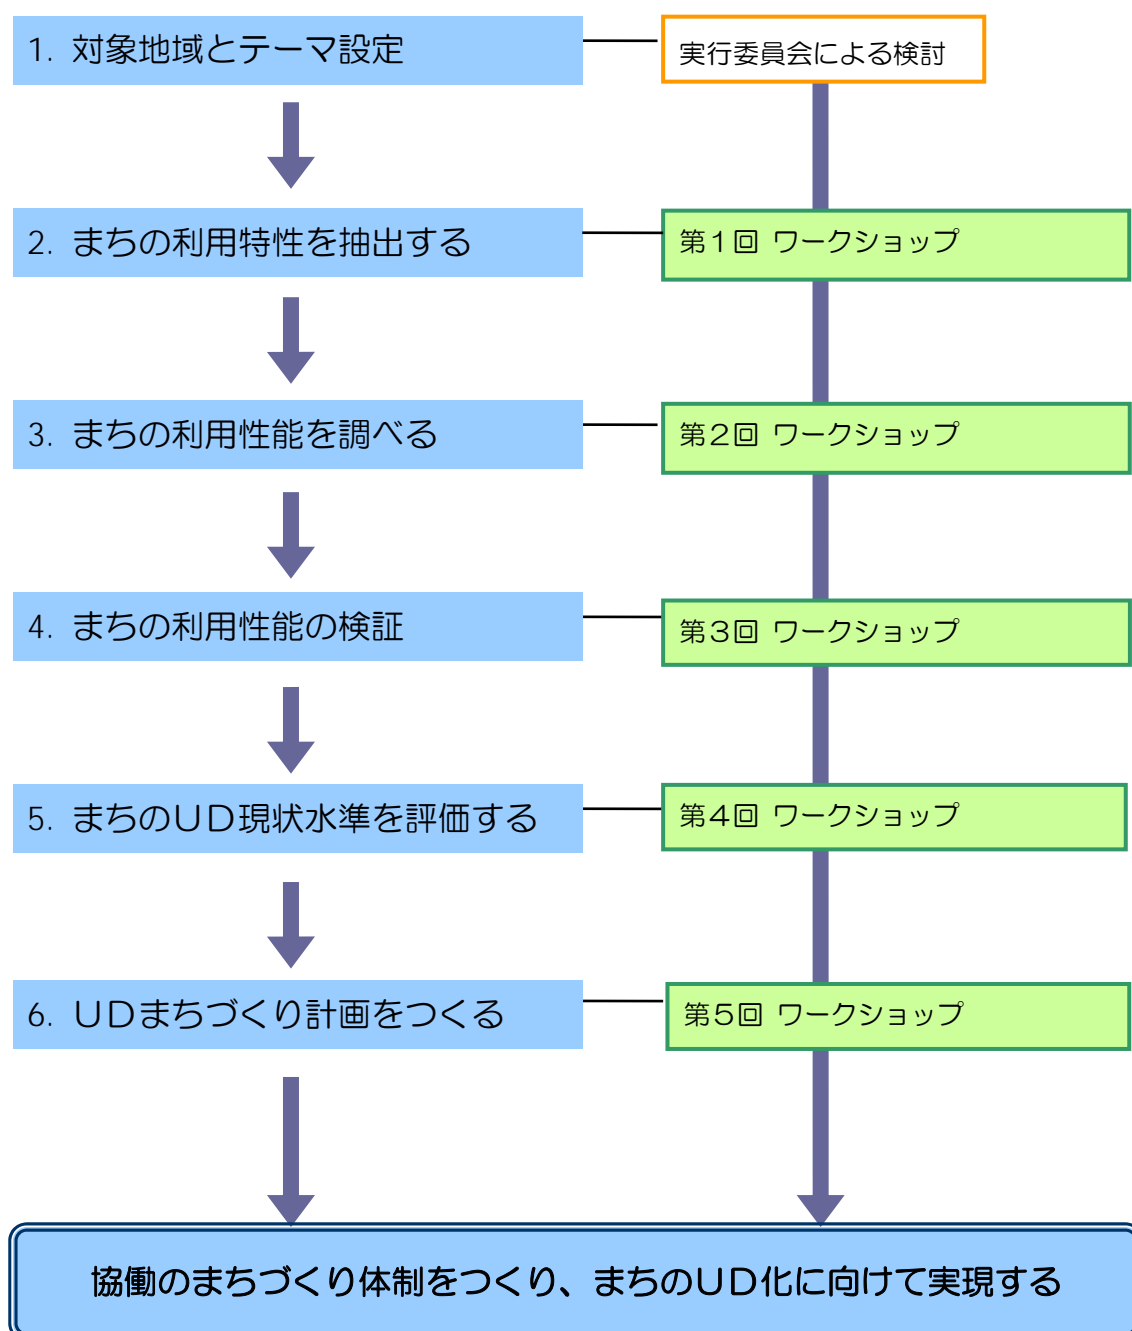 1. 対象地域とテーマ設定
実行委員会による検討
2. まちの利用特性を抽出する
第1回 ワークショップ
3. まちの利用性能を調べる
第2回 ワークショップ
4. まちの利用性能の検証
第3回 ワークショップ
5. まちのUD現状水準を評価する
第4回 ワークショップ
6. UDまちづくり計画をつくる
第5回 ワークショップ
協働のまちづくり体制をつくり、まちのUD化に向けて実現する